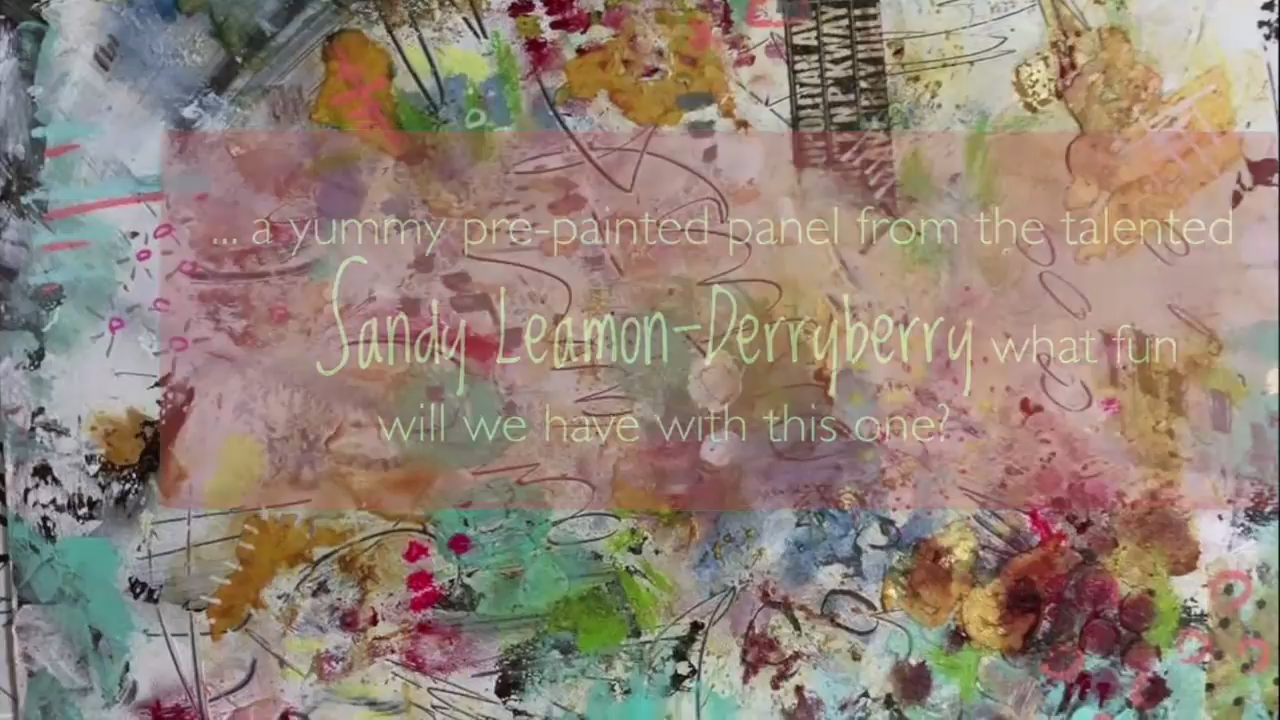 ... a yummy pre-painted panel from the talented
Sandy Leamon-Derryberry what fun
will we have with this one?